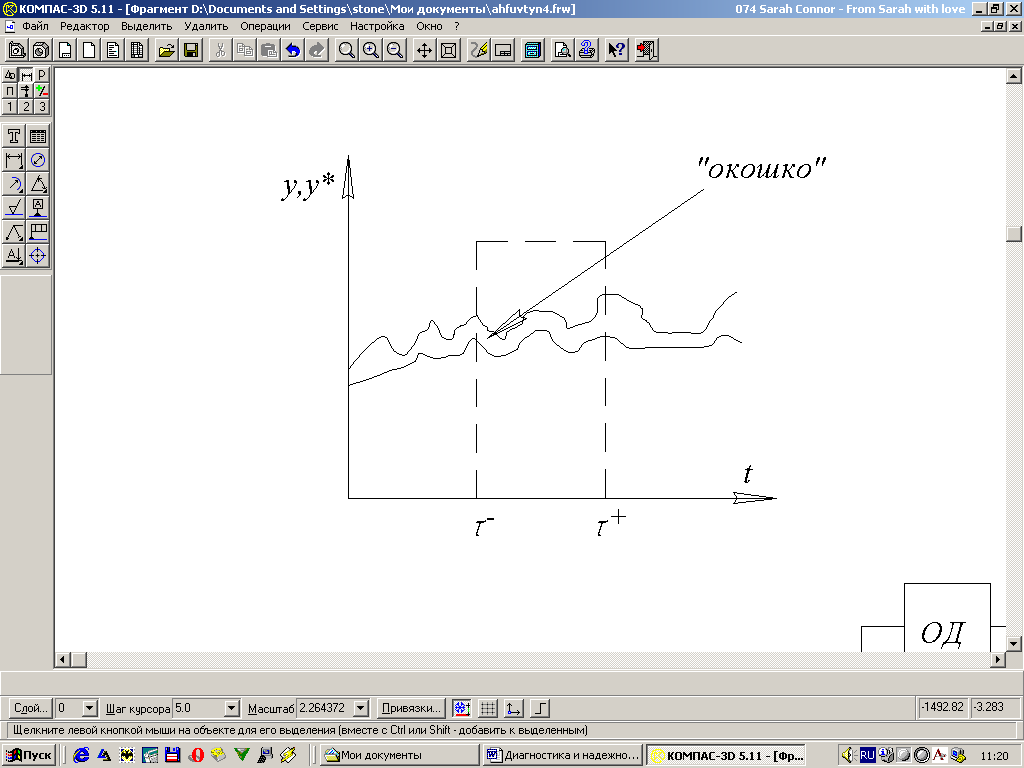 КОМПАС-3D 5.11 - [Фрагмент D:\Documents and Settings\stone\Мои документы\ahfuvtyn4.frw]
074 Sarah Connor - From Sarah with love
Файл Редактор Выделить Удалить Операции Сервис Настройка Окно ?
"окошко"
y,y*
t
τ-
τ+
ОД
Слой... 0 Шаг курсора 5.0 Масштаб 2.264372 Привязки... -1492.82 -3.283
Щелкните левой кнопкой мыши на объекте для его выделения (вместе с Ctrl или Shift - добавить к выделенным)
Пуск Мои документы Диагностика и надежно... КОМПАС-3D 5.11 - [Фр... RU 11:20